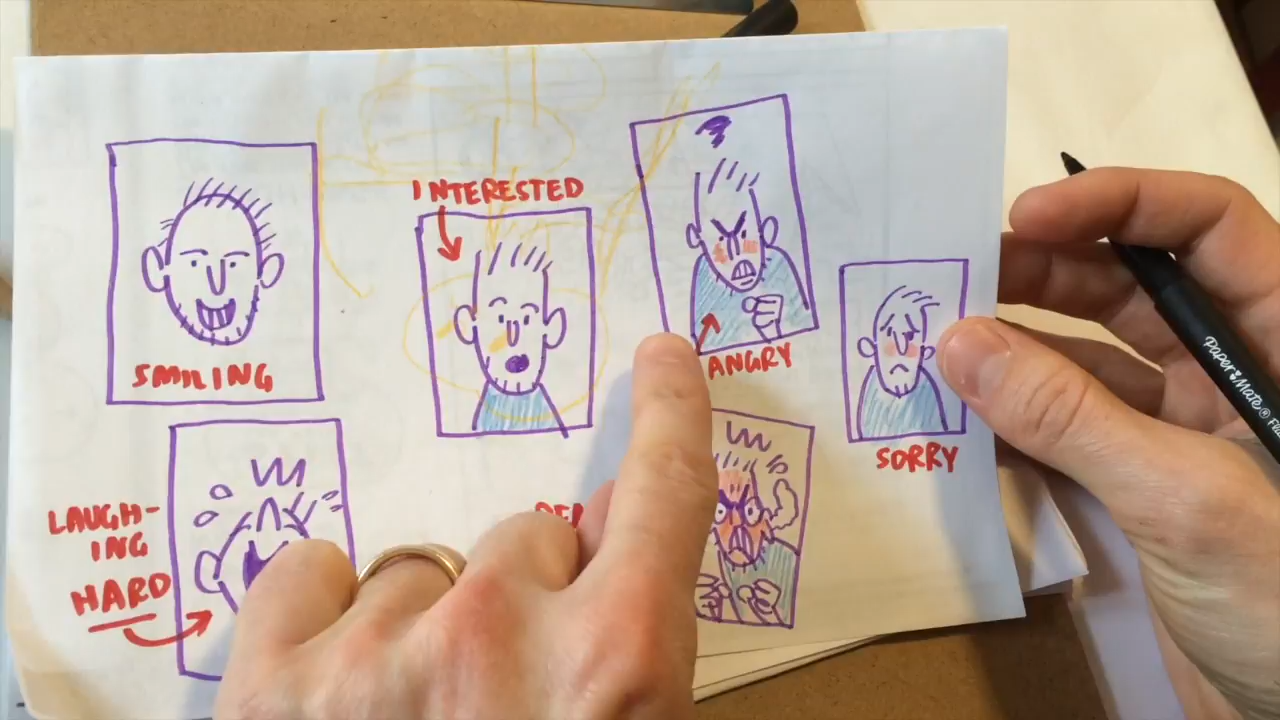 INTERESTED
SMILING
ANGRY
SORRY
LAUGH-
ING
HARD
Paper Mate®